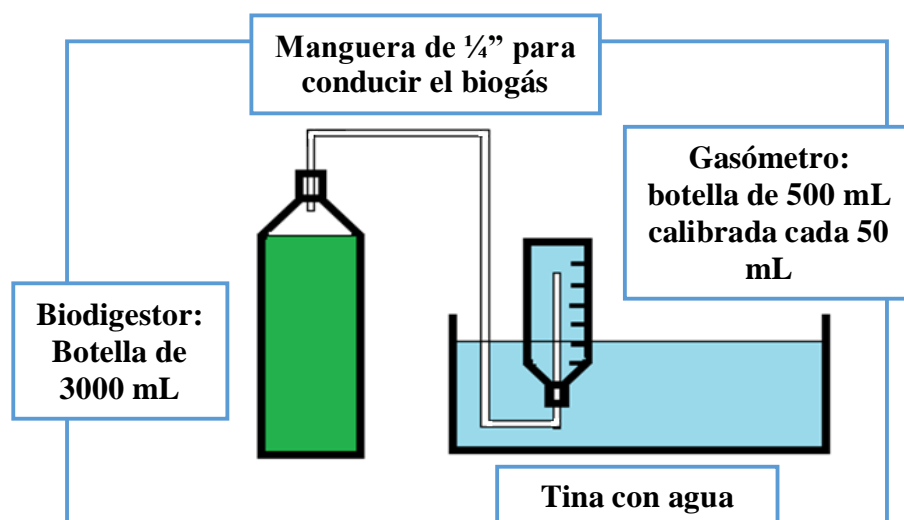 Manguera de ¼” para
conducir el biogás
Gasómetro:
botella de 500 mL
calibrada cada 50
mL
Biodigestor:
Botella de
3000 mL
Tina con agua